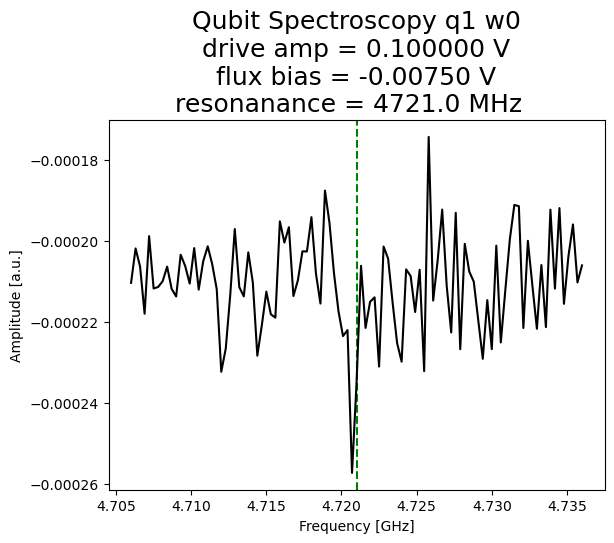 Qubit Spectroscopy q1 w0
drive amp = 0.100000 V
flux bias = -0.00750 V
resonanance = 4721.0 MHz
−0.00018
−0.00020
−0.00022
−0.00024
−0.00026
Amplitude [a.u.]
4.705 4.710 4.715 4.720 4.725 4.730 4.735
Frequency [GHz]